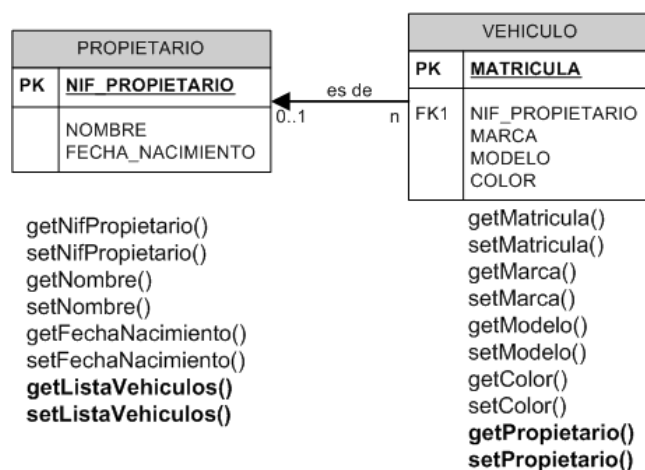 PROPIETARIO
PK NIF_PROPIETARIO
NOMBRE
FECHA_NACIMIENTO
es de
0..1 n
VEHICULO
PK MATRICULA
FK1 NIF_PROPIETARIO
MARCA
MODELO
COLOR
getNifPropietario()
setNifPropietario()
getNombre()
setNombre()
getFechaNacimiento()
setFechaNacimiento()
getListaVehiculos()
setListaVehiculos()
getMatricula()
setMatricula()
getMarca()
setMarca()
getModelo()
setModelo()
getColor()
setColor()
getPropietario()
setPropietario()